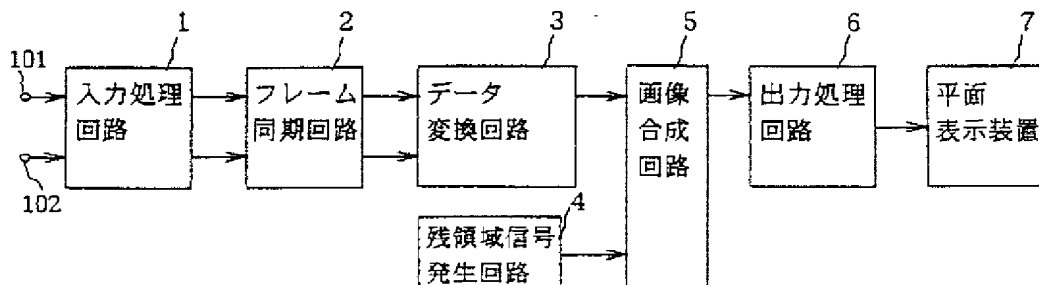 1
2
3
5
6
7
101
入力処理
回路
フレーム
同期回路
データ
変換回路
画像
合成
回路
出力処理
回路
平面
表示装置
102
4
残領域信号
発生回路